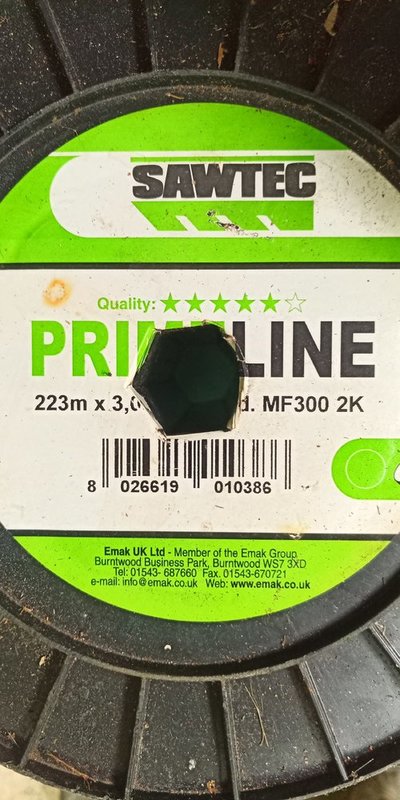 SAWTEC
Quality:
PRIM LINE
223m x 3,0 d. MF300 2K
8 026619 010386
Emak UK Ltd - Member of the Emak Group
Burntwood Business Park, Burntwood WS7 3XD
Tel: 01543- 687660 Fax. 01543-670721
e-mail: info@emak.co.uk Web: www.emak.co.uk